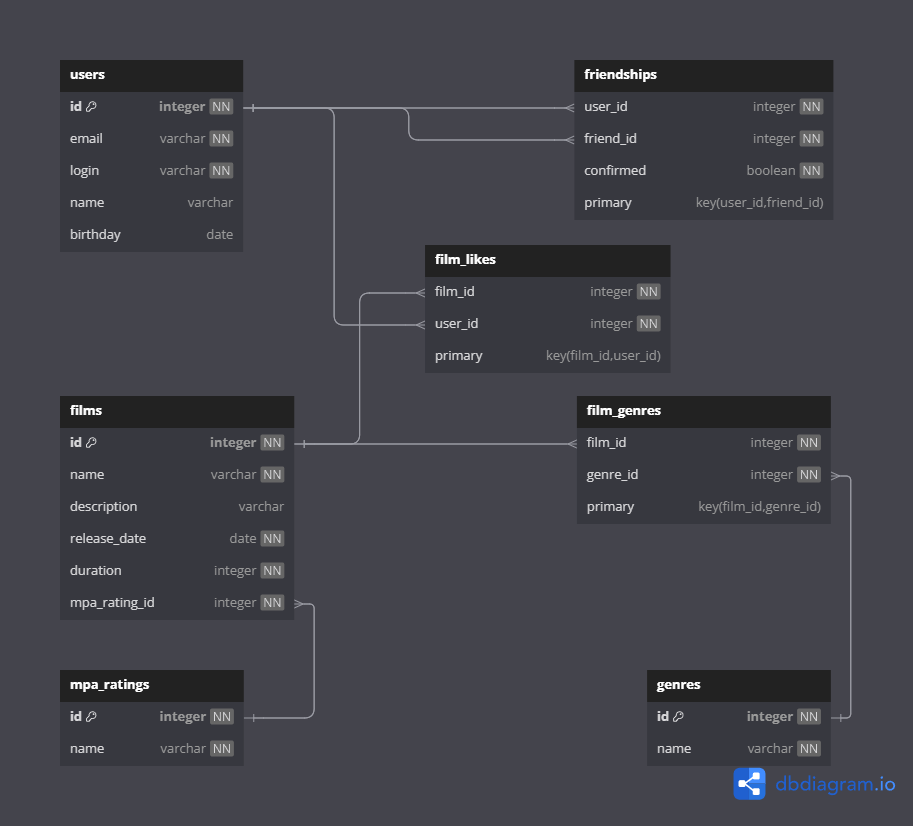 users
id integer NN
email varchar NN
login varchar NN
name varchar
birthday date
friendships
user_id integer NN
friend_id integer NN
confirmed boolean NN
primary key(user_id,friend_id)
film_likes
film_id integer NN
user_id integer NN
primary key(film_id,user_id)
films
id integer NN
name varchar NN
description varchar
release_date date NN
duration integer NN
mpa_rating_id integer NN
film_genres
film_id integer NN
genre_id integer NN
primary key(film_id,genre_id)
mpa_ratings
id integer NN
name varchar NN
genres
id integer NN
name varchar NN
dbdiagram.io